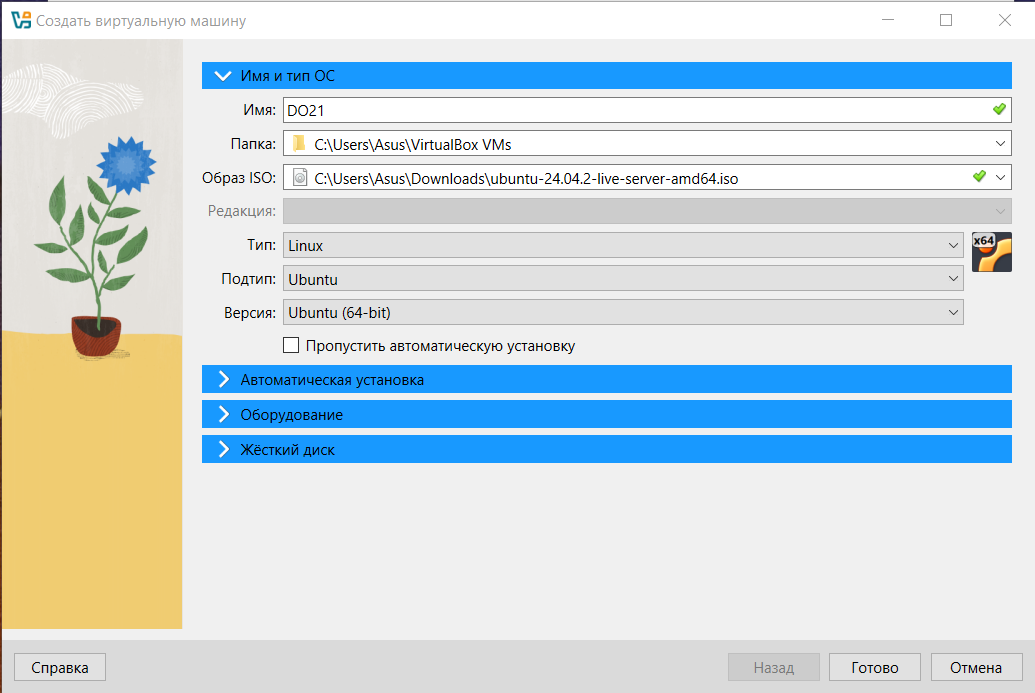 Создать виртуальную машину
Имя и тип ОС
Имя: DO21
Папка: C:\Users\Asus\VirtualBox VMs
Образ ISO: C:\Users\Asus\Downloads\ubuntu-24.04.2-live-server-amd64.iso
Редакция:
Тип: Linux
x64
Подтип: Ubuntu
Версия: Ubuntu (64-bit)
Пропустить автоматическую установку
Автоматическая установка
Оборудование
Жёсткий диск
Справка Назад Готово Отмена